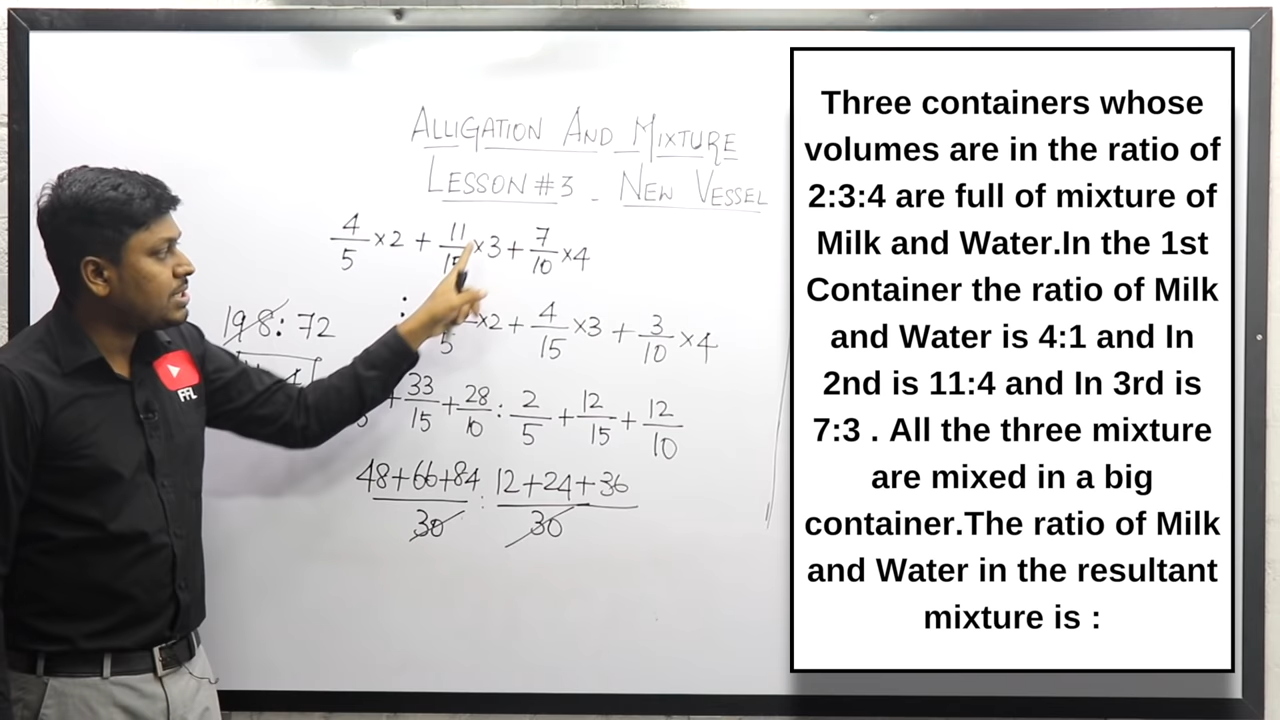 ALLIGATION AND MIXTURE
LESSON #3 - NEW VESSEL
4/5 ×2 + 11/15 ×3 + 7/10 ×4
: /5 ×2 + 4/15 ×3 + 3/10 ×4
198 : 72
+ 33/15 + 28/10 : 2/5 + 12/15 + 12/10
48+66+84/30 : 12+24+36/30
FFL
Three containers whose
volumes are in the ratio of
2:3:4 are full of mixture of
Milk and Water.In the 1st
Container the ratio of Milk
and Water is 4:1 and In
2nd is 11:4 and In 3rd is
7:3 . All the three mixture
are mixed in a big
container.The ratio of Milk
and Water in the resultant
mixture is :